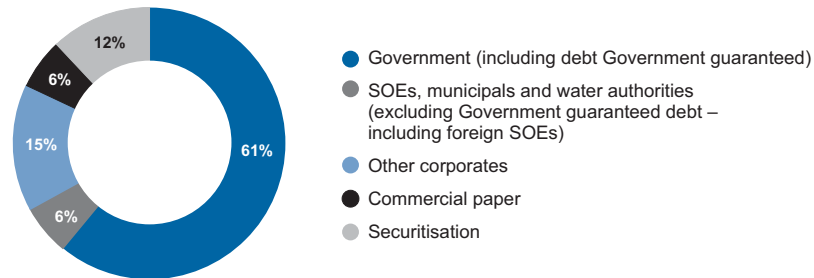 12%
6%
15%
6%
61%
Government (including debt Government guaranteed)
SOEs, municipals and water authorities
(excluding Government guaranteed debt –
including foreign SOEs)
Other corporates
Commercial paper
Securitisation